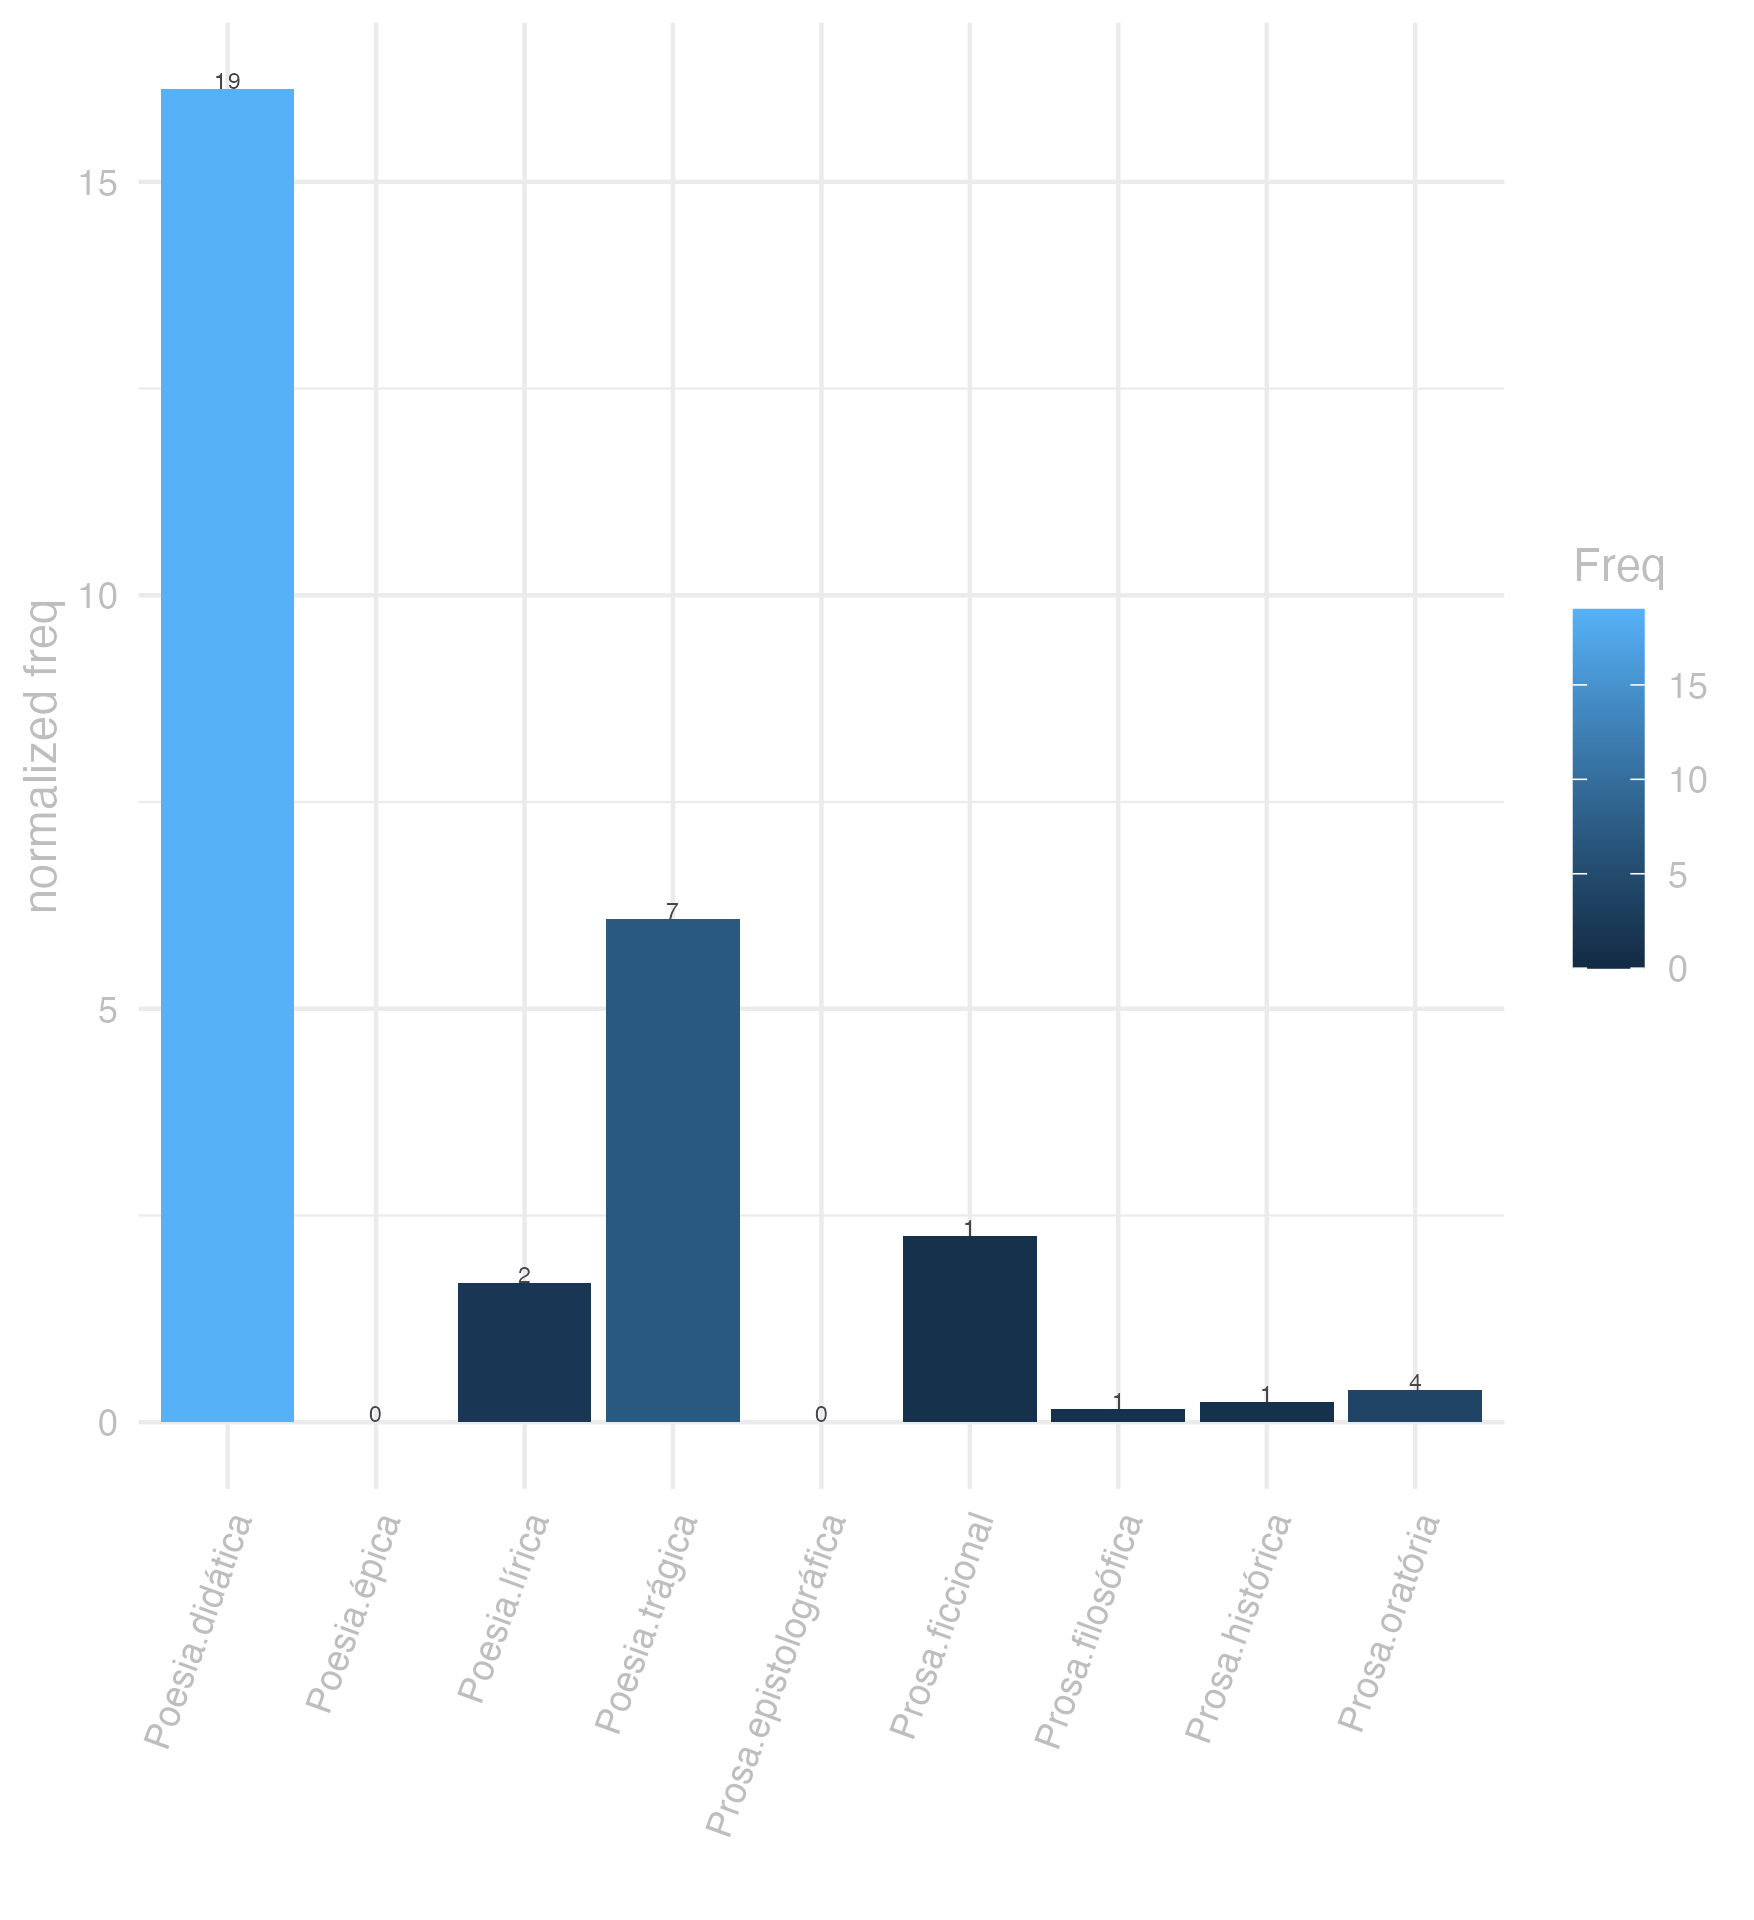 19
15
10
5
0
normalized freq
0
2
7
0
1
1
1
4
Poesia.didática
Poesia.épica
Poesia.lírica
Poesia.trágica
Prosa.epistolográfica
Prosa.ficcional
Prosa.filosófica
Prosa.histórica
Prosa.oratória
Freq
15
10
5
0